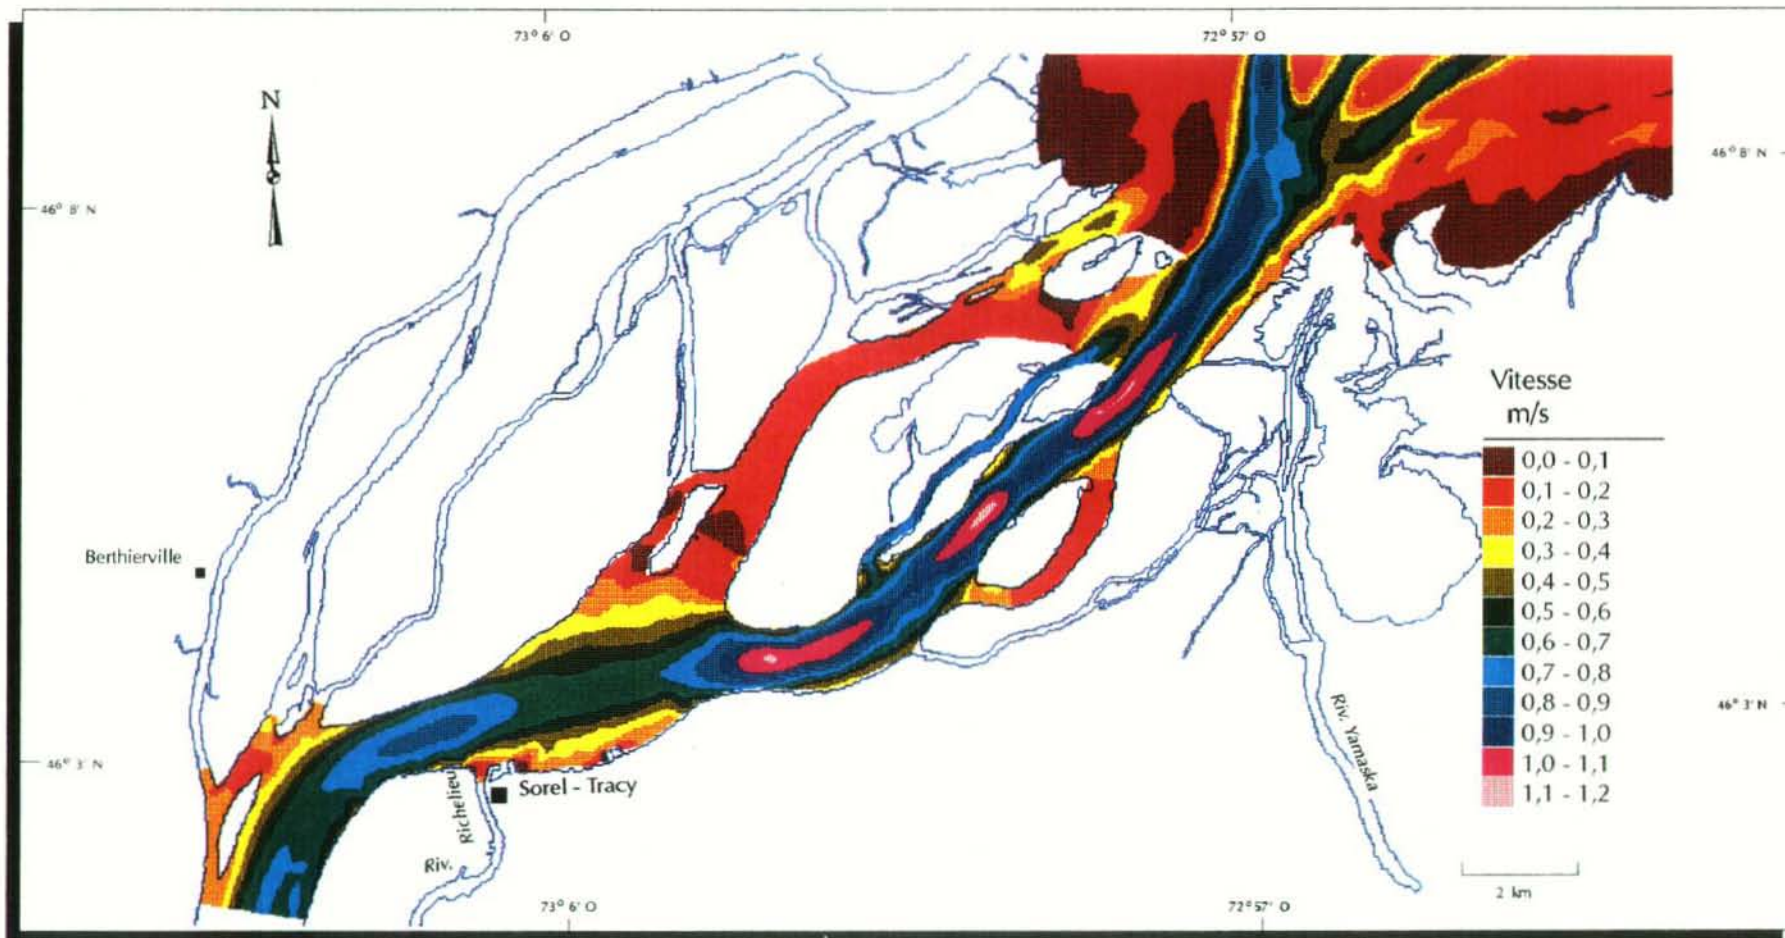 73° 6' O
72° 57' O
N
46° 8' N
46° 8' N
Vitesse
m/s
0,0 - 0,1
0,1 - 0,2
0,2 - 0,3
0,3 - 0,4
0,4 - 0,5
0,5 - 0,6
0,6 - 0,7
0,7 - 0,8
0,8 - 0,9
0,9 - 1,0
1,0 - 1,1
1,1 - 1,2
Berthierville
46° 3' N
46° 3' N
Sorel - Tracy
Riv. Richelieu
Riv. Yamaska
2 km
73° 6' O
72° 57' O